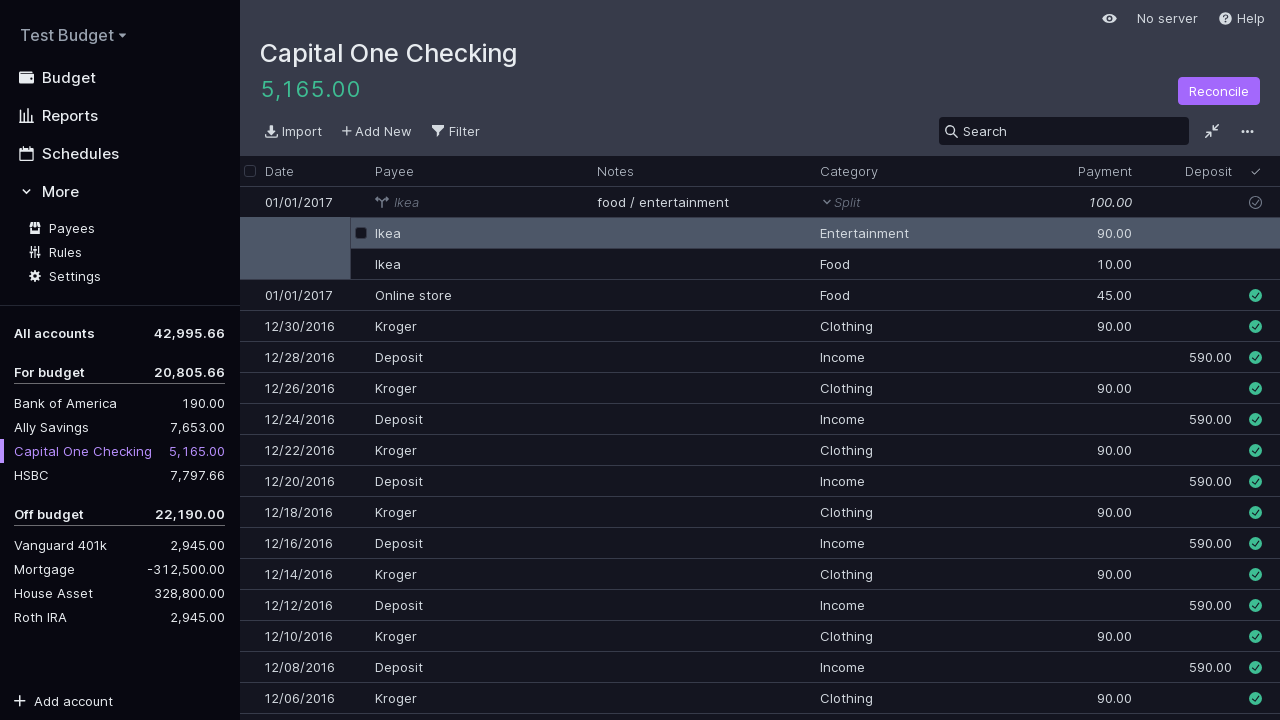 Test Budget
Budget
Reports
Schedules
More
Payees
Rules
Settings
All accounts 42,995.66
For budget 20,805.66
Bank of America 190.00
Ally Savings 7,653.00
Capital One Checking 5,165.00
HSBC 7,797.66
Off budget 22,190.00
Vanguard 401k 2,945.00
Mortgage -312,500.00
House Asset 328,800.00
Roth IRA 2,945.00
Add account
No server Help
Capital One Checking
5,165.00
Reconcile
Import Add New Filter Search
Date Payee Notes Category Payment Deposit
01/01/2017 Ikea food / entertainment Split 100.00
Ikea Entertainment 90.00
Ikea Food 10.00
01/01/2017 Online store Food 45.00
12/30/2016 Kroger Clothing 90.00
12/28/2016 Deposit Income 590.00
12/26/2016 Kroger Clothing 90.00
12/24/2016 Deposit Income 590.00
12/22/2016 Kroger Clothing 90.00
12/20/2016 Deposit Income 590.00
12/18/2016 Kroger Clothing 90.00
12/16/2016 Deposit Income 590.00
12/14/2016 Kroger Clothing 90.00
12/12/2016 Deposit Income 590.00
12/10/2016 Kroger Clothing 90.00
12/08/2016 Deposit Income 590.00
12/06/2016 Kroger Clothing 90.00